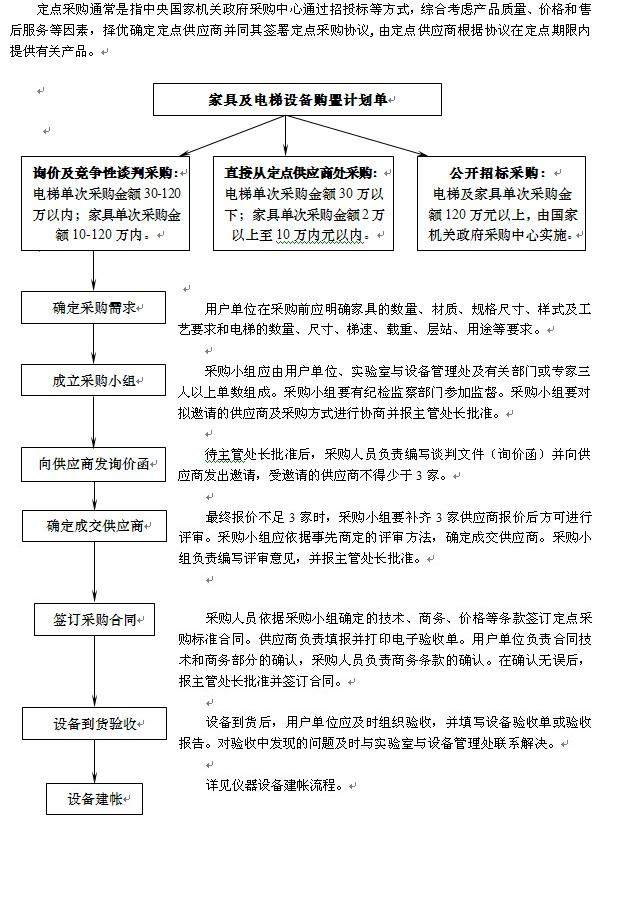 定点采购通常是指中央国家机关政府采购中心通过招投标等方式，综合考虑产品质量、价格和售
后服务等因素，择优确定定点供应商并同其签署定点采购协议,由定点供应商根据协议在定点期限内
提供有关产品。
家具及电梯设备购置计划单
询价及竞争性谈判采购：
电梯单次采购金额 30-120
万以内；家具单次采购金
额 10-120 万内。
直接从定点供应商处采购：
电梯单次采购金额 30 万以
下；家具单次采购金额 2 万
以上至 10 万内元以内。
公开招标采购：
电梯及家具单次采购金
额 120 万元以上，由国家
机关政府采购中心实施。
确定采购需求
用户单位在采购前应明确家具的数量、材质、规格尺寸、样式及工
艺要求和电梯的数量、尺寸、梯速、载重、层站、用途等要求。
成立采购小组
采购小组应由用户单位、实验室与设备管理处及有关部门或专家三
人以上单数组成。采购小组要有纪检监察部门参加监督。采购小组要对
拟邀请的供应商及采购方式进行协商并报主管处长批准。
向供应商发询价函
待主管处长批准后，采购人员负责编写谈判文件（询价函）并向供
应商发出邀请，受邀请的供应商不得少于 3 家。
确定成交供应商
最终报价不足 3 家时，采购小组要补齐 3 家供应商报价后方可进行
评审。采购小组应依据事先商定的评审方法，确定成交供应商。采购小
组负责编写评审意见，并报主管处长批准。
签订采购合同
采购人员依据采购小组确定的技术、商务、价格等条款签订定点采
购标准合同。供应商负责填报并打印电子验收单。用户单位负责合同技
术和商务部分的确认，采购人员负责商务条款的确认。在确认无误后，
报主管处长批准并签订合同。
设备到货验收
设备到货后，用户单位应及时组织验收，并填写设备验收单或验收
报告。对验收中发现的问题及时与实验室与设备管理处联系解决。
设备建帐
详见仪器设备建帐流程。